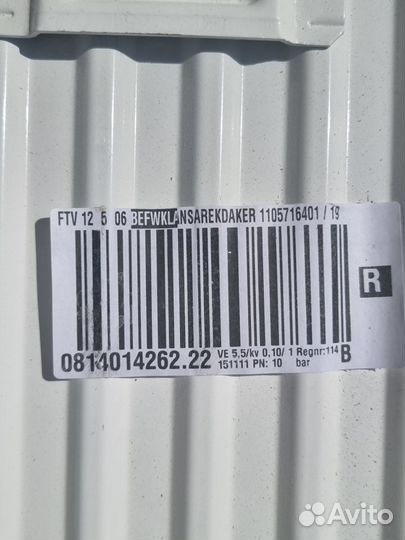 FTV 12 5 06 BEFWKLANSAREKDAKER 1105716401 / 19
R
0814014262.22 VE 5,5/kv 0,10/ 1 Regnr:114 B
151111 PN: 10 bar
Avito